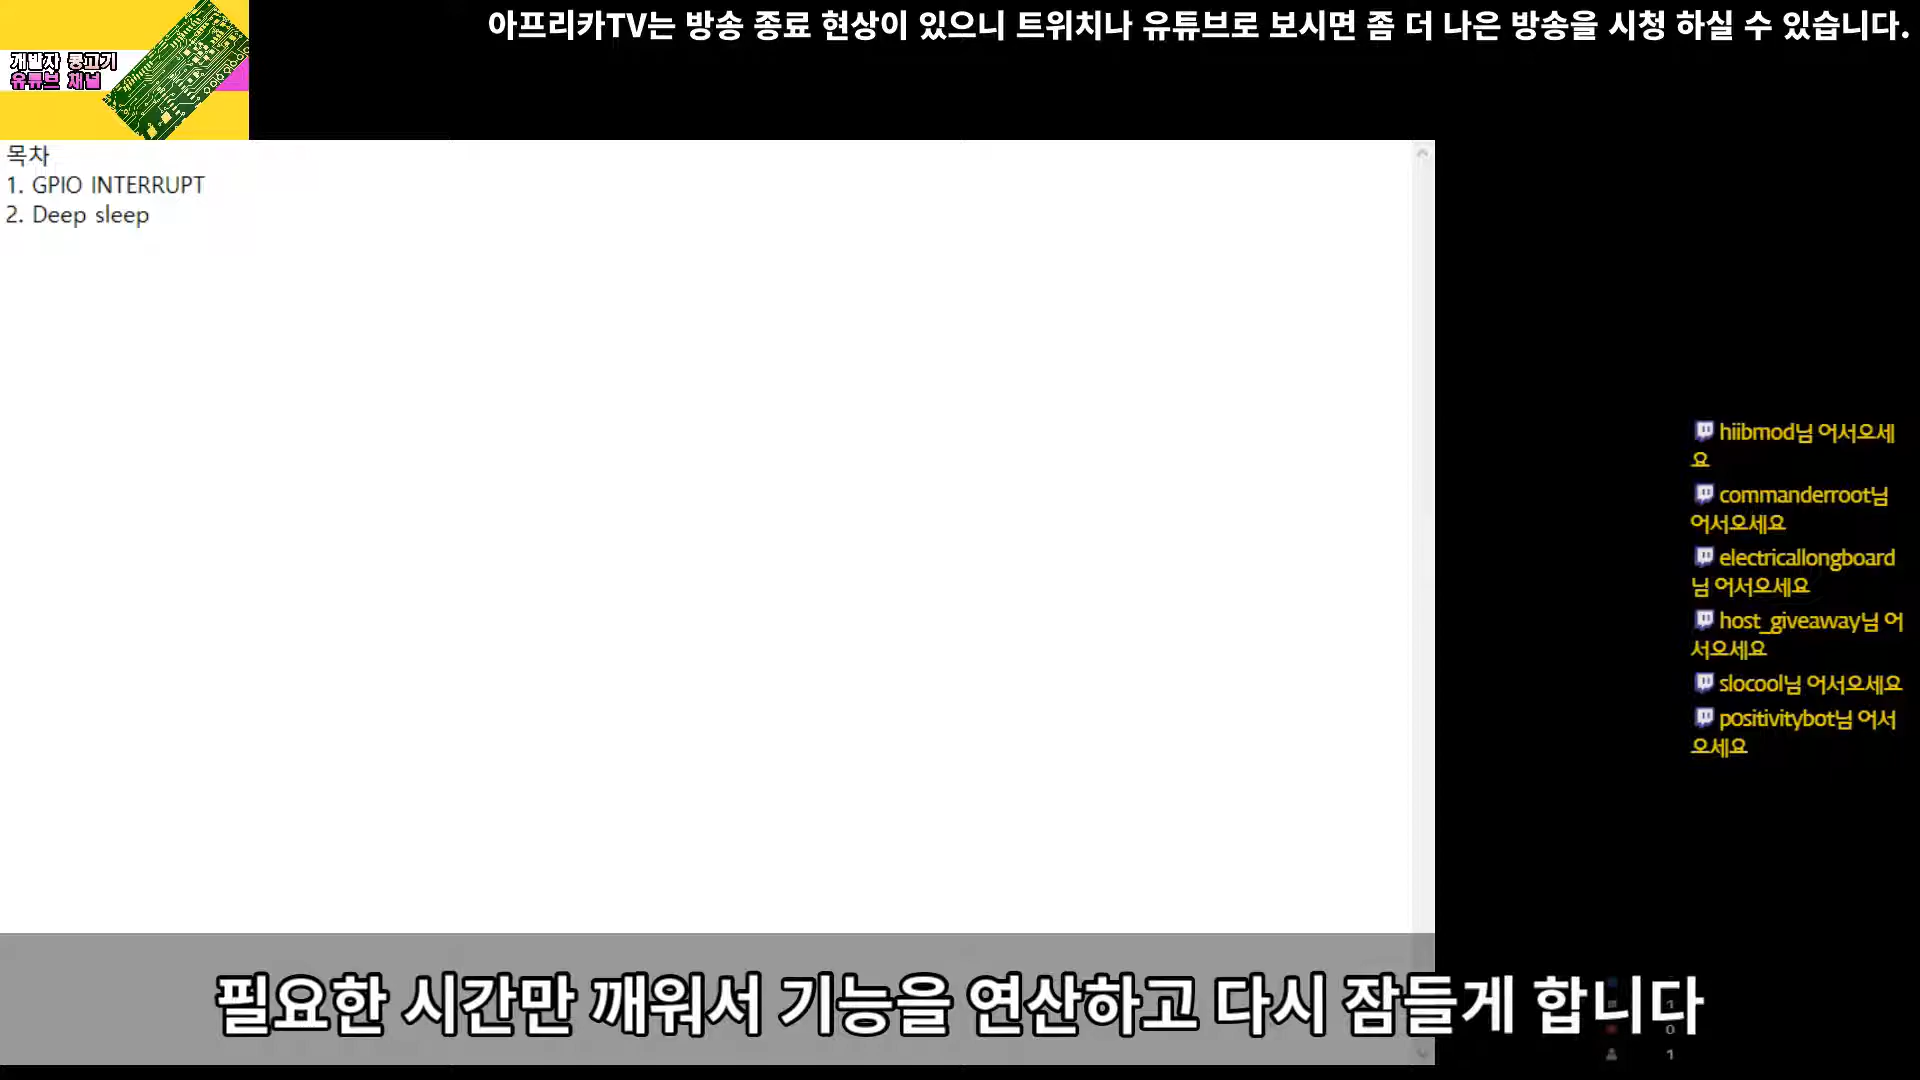 아프리카TV는 방송 종료 현상이 있으니 트위치나 유튜브로 보시면 좀 더 나은 방송을 시청 하실 수 있습니다.
개발자 롱고기
유튜브 채널
목차
1. GPIO INTERRUPT
2. Deep sleep
hiibmod님 어서오세
요
commanderroot님
어서오세요
electricallongboard
님 어서오세요
host_giveaway님 어
서오세요
slocool님 어서오세요
positivitybot님 어서
오세요
필요한 시간만 깨워서 기능을 연산하고 다시 잠들게 합니다
1
0
1